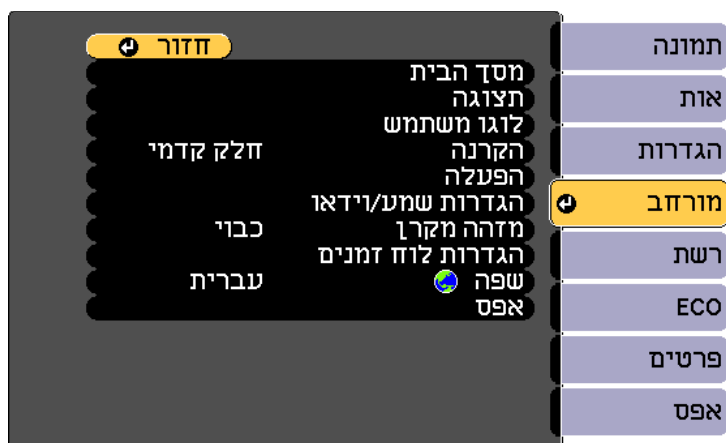 תמונה
אות
הגדרות
מורחב
רשת
ECO
פרטים
אפס
חזור
מסך הבית
תצוגה
לוגו משתמש
הקרנה חלק קדמי
הפעלה
הגדרות שמע/וידאו
מזהה מקרן כבוי
הגדרות לוח זמנים
שפה עברית
אפס